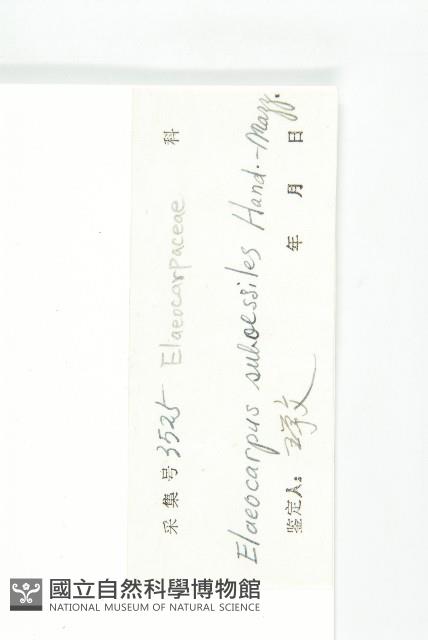 采集号 3525 Elaeocarpaceae 科
Elaeocarpus subsessiles Hand.-Mazz.
鉴定人: 年 月 日
國立自然科學博物館
NATIONAL MUSEUM OF NATURAL SCIENCE